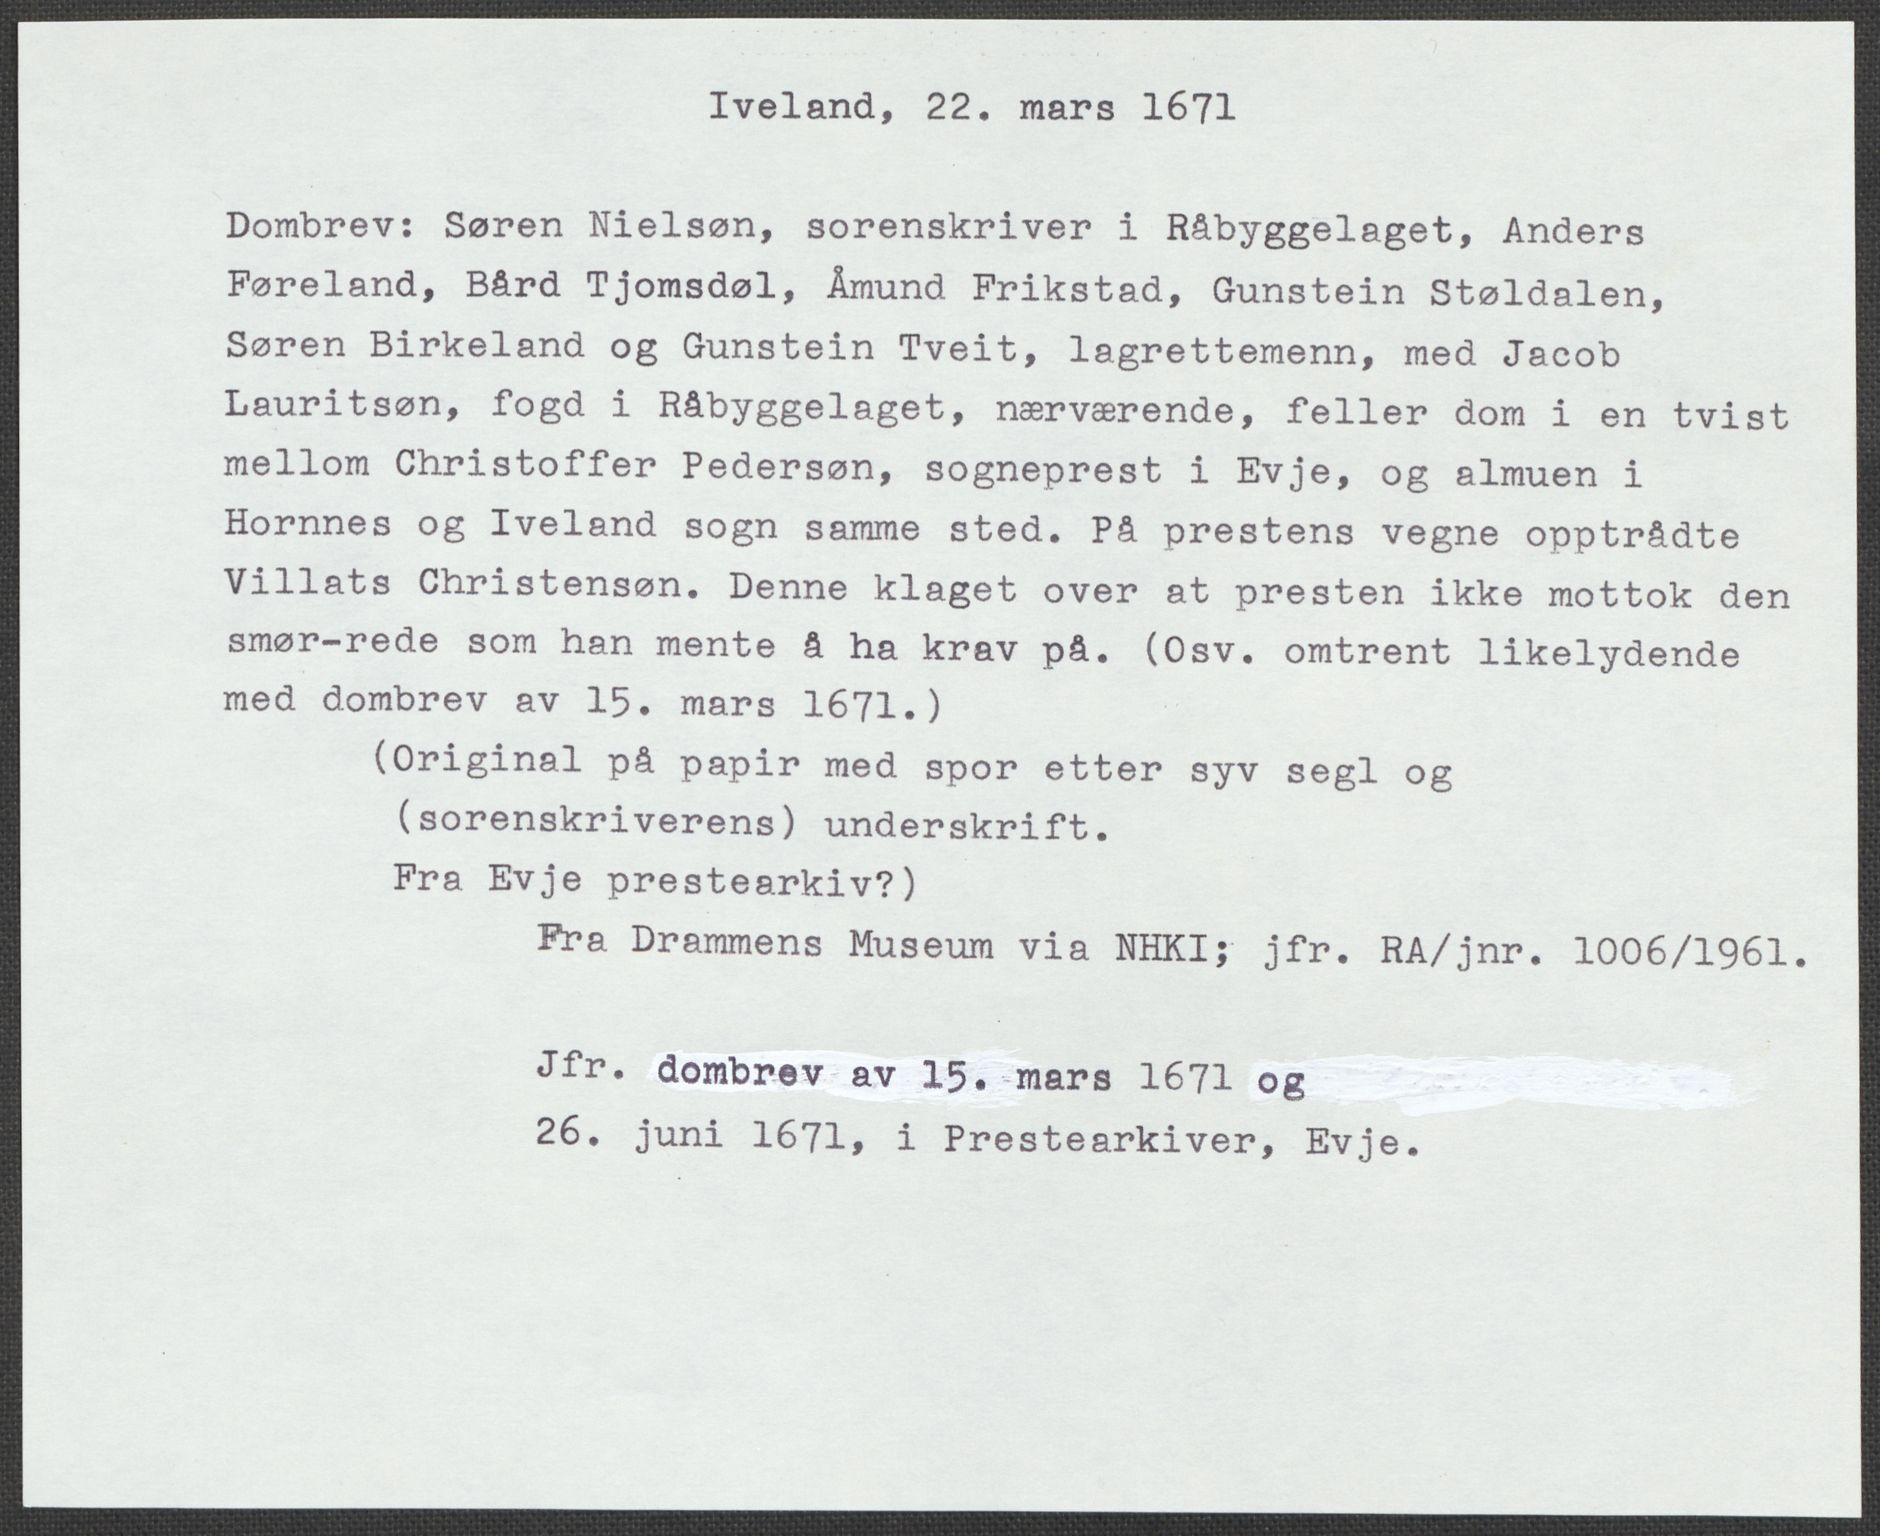 Iveland, 22. mars 1671
Dombrev: Søren Nielsøn, sorenskriver i Råbyggelaget, Anders
Føreland, Bård Tjomsdøl, Åmund Frikstad, Gunstein Støldalen,
Søren Birkeland og Gunstein Tveit, lagrettemenn, med Jacob
Lauritsøn, fogd i Råbyggelaget, nærværende, feller dom i en tvist
mellom Christoffer Pedersøn, sogneprest i Evje, og almuen i
Hornnes og Iveland sogn samme sted. På prestens vegne opptrådte
Villats Christensøn. Denne klaget over at presten ikke mottok den
smør-rede som han mente å ha krav på. (Osv. omtrent likelydende
med dombrev av 15. mars 1671.)
(Original på papir med spor etter syv segl og
(sorenskriverens) underskrift.
Fra Evje prestearkiv?)
Fra Drammens Museum via NHKI; jfr. RA/jnr. 1006/1961.
Jfr. dombrev av 15. mars 1671 og
26. juni 1671, i Prestearkiver, Evje.